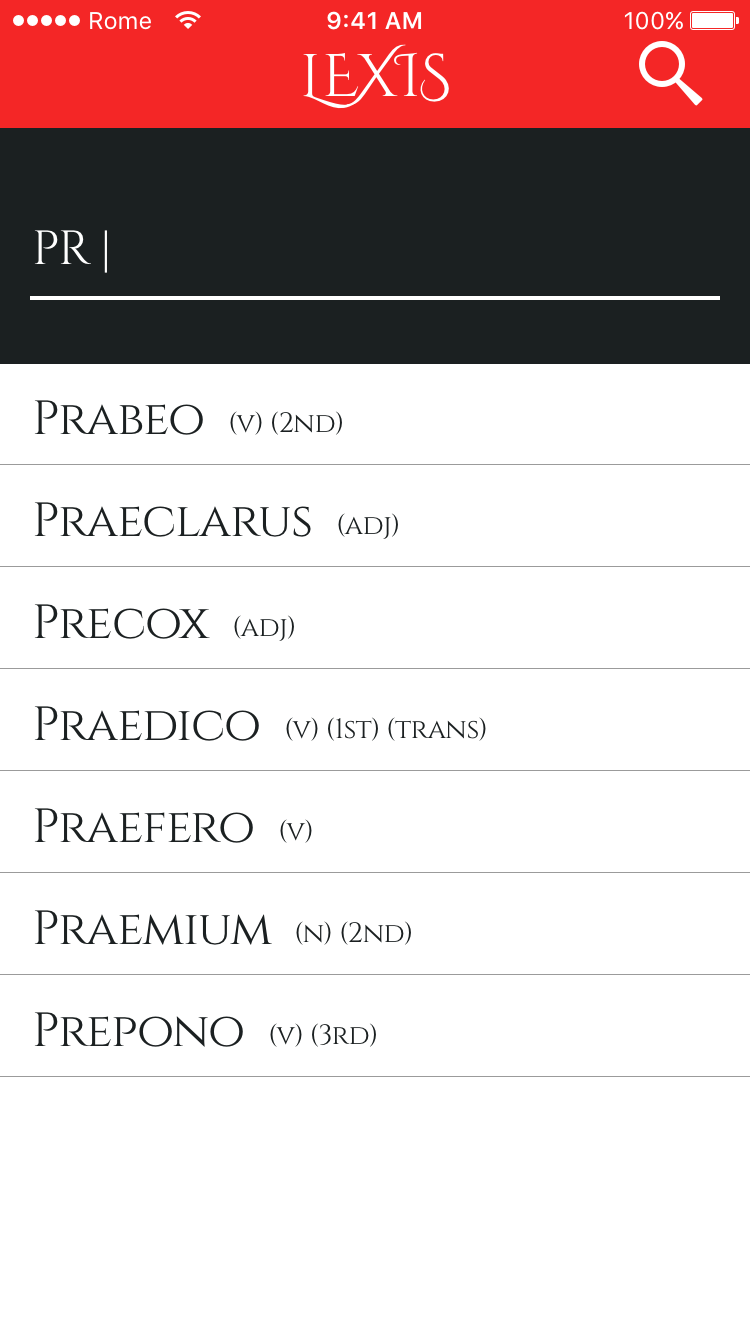 Rome 9:41 AM 100%
LEXIS
PR
PRABEO (V) (2ND)
PRAECLARUS (ADJ)
PRECOX (ADJ)
PRAEDICO (V) (1ST) (TRANS)
PRAEFERO (V)
PRAEMIUM (N) (2ND)
PREPONO (V) (3RD)